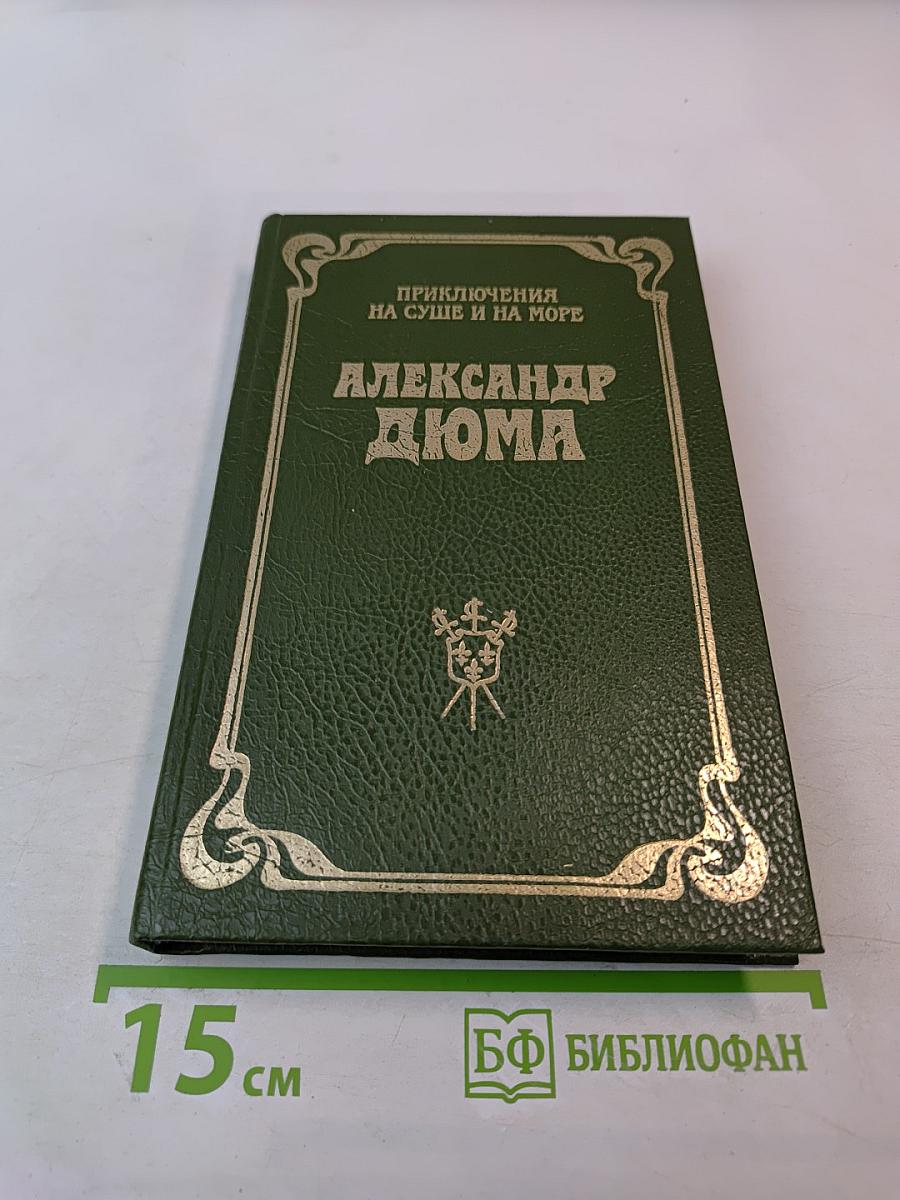 ПРИКЛЮЧЕНИЯ
НА СУШЕ И НА МОРЕ
АЛЕКСАНДР
ДЮМА
15 см
БФ БИБЛИОФАН